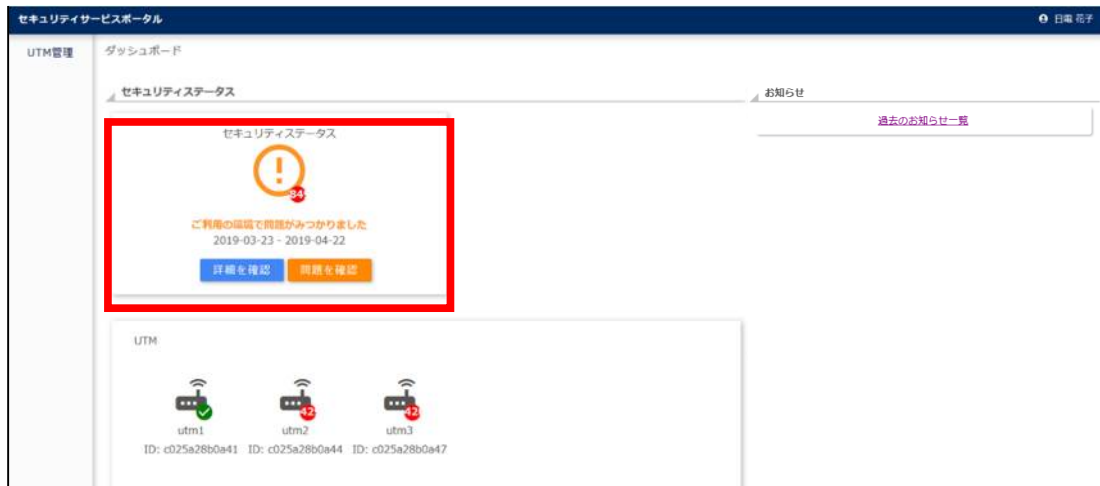 セキュリティサービスポータル
日電 花子
UTM管理
ダッシュボード
セキュリティステータス
お知らせ
過去のお知らせ一覧
セキュリティステータス
84
ご利用の環境で問題がみつかりました
2019-03-23 - 2019-04-22
詳細を確認 問題を確認
UTM
42 42
utm1 utm2 utm3
ID: c025a28b0a41 ID: c025a28b0a44 ID: c025a28b0a47